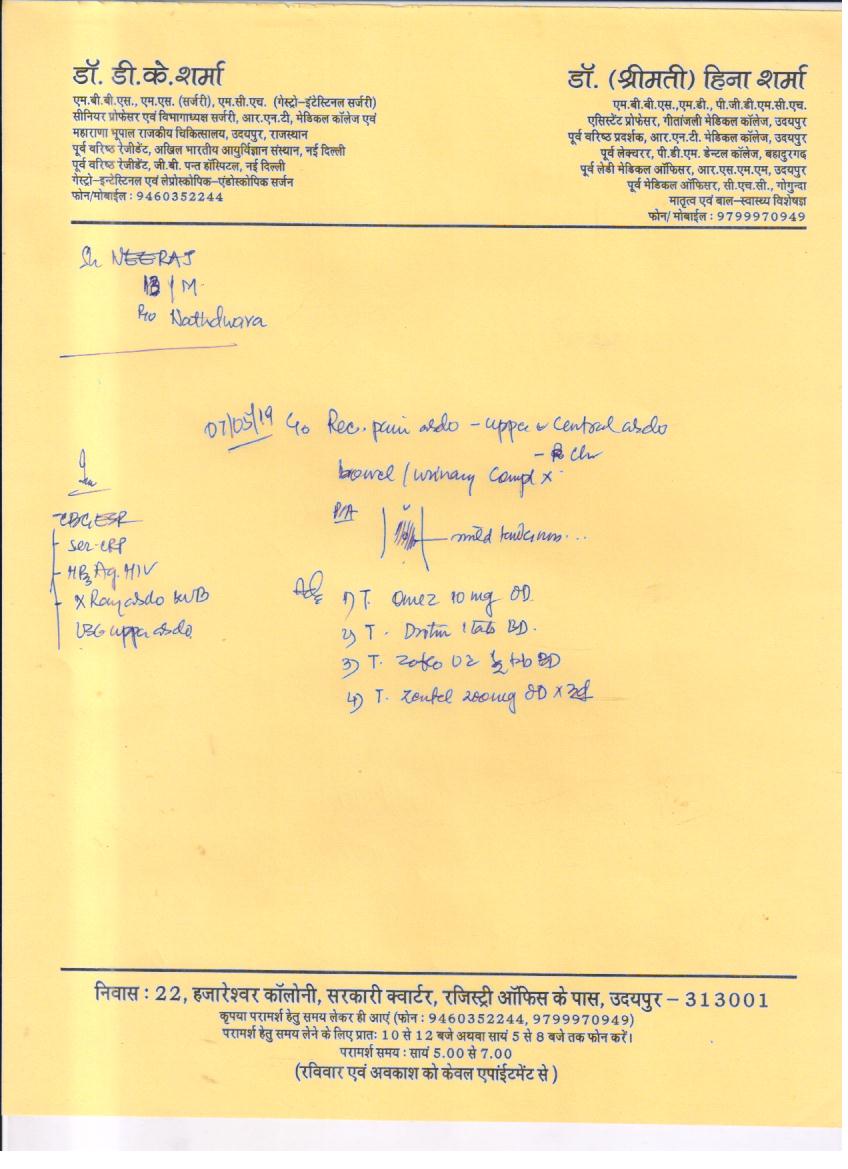 डॉ. डी.के.शर्मा
एम.बी.बी.एस., एम.एस. (सर्जरी), एम.सी.एच. (गेस्ट्रो-इंटेस्टिनल सर्जरी)
सीनियर प्रोफेसर एवं विभागाध्यक्ष सर्जरी, आर.एन.टी, मेडिकल कॉलेज एवं
महाराणा भूपाल राजकीय चिकित्सालय, उदयपुर, राजस्थान
पूर्व वरिष्ठ रेजीडेंट, अखिल भारतीय आयुर्विज्ञान संस्थान, नई दिल्ली
पूर्व वरिष्ठ रेजीडेंट, जी.बी. पन्त हॉस्पिटल, नई दिल्ली
गेस्ट्रो-इन्टेस्टिनल एवं लेप्रोस्कोपिक-एंडोस्कोपिक सर्जन
फोन/मोबाईल : 9460352244
डॉ. (श्रीमती) हिना शर्मा
एम.बी.बी.एस.,एम.डी., पी.जी.डी.एम.सी.एच.
एसिस्टेंट प्रोफेसर, गीतांजली मेडिकल कॉलेज, उदयपुर
पूर्व वरिष्ठ प्रदर्शक, आर.एन.टी. मेडिकल कॉलेज, उदयपुर
पूर्व लेक्चरर, पी.डी.एम. डेन्टल कॉलेज, बहादुरगढ़
पूर्व लेडी मेडिकल ऑफिसर, आर.एस.एम.एम, उदयपुर
पूर्व मेडिकल ऑफिसर, सी.एच.सी., गोगुन्दा
मातृत्व एवं बाल-स्वास्थ्य विशेषज्ञ
फोन/ मोबाईल : 9799970949
NEERAJ
13 / M
R/o Nathdwara
07/05/19 C/o Rec. pain abdo - upper & central abdo
bowel / urinary compl x
P/A
mild tenderness...
CBC ESR
Ser. CRP
HBsAg. HIV
X Ray abdo KUB
USG upper abdo
Adv
1) T. Omez 10 mg OD
2) T. 1 tab BD.
3) T. OZ ½ tab BD
4) T. Zentel 200mg OD x 3d
निवास : 22, हजारेश्वर कॉलोनी, सरकारी क्वार्टर, रजिस्ट्री ऑफिस के पास, उदयपुर - 313001
कृपया परामर्श हेतु समय लेकर ही आएं (फोन : 9460352244, 9799970949)
परामर्श हेतु समय लेने के लिए प्रातः 10 से 12 बजे अथवा सायं 5 से 8 बजे तक फोन करें।
परामर्श समय : सायं 5.00 से 7.00
(रविवार एवं अवकाश को केवल एपांईटमेंट से )